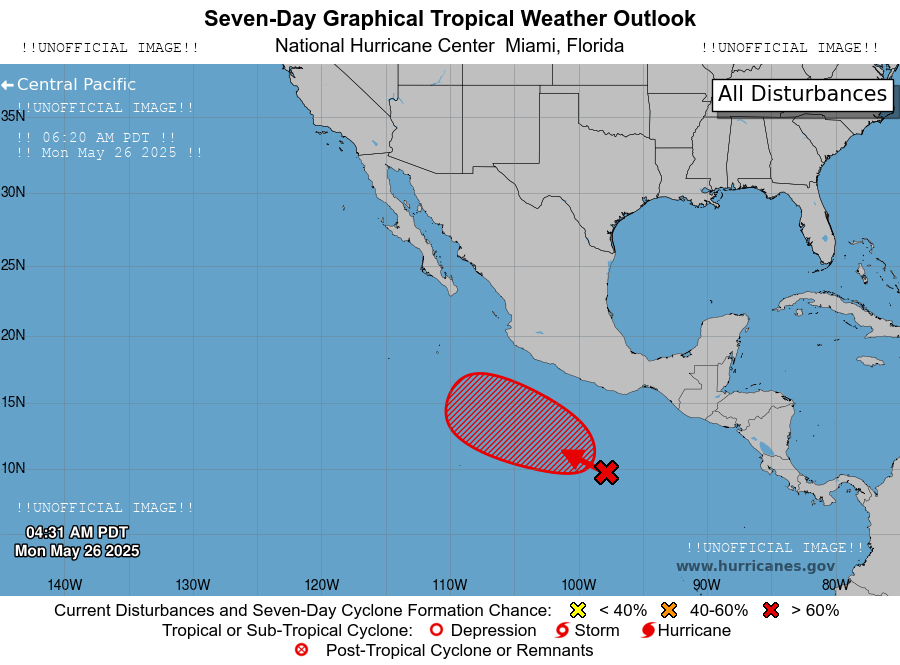 Seven-Day Graphical Tropical Weather Outlook
!!UNOFFICIAL IMAGE!! National Hurricane Center  Miami, Florida !!UNOFFICIAL IMAGE!!
Central Pacific
All Disturbances
!!UNOFFICIAL IMAGE!!
35N
!! 06:20 AM PDT !!
!! Mon May 26 2025 !!
30N
25N
20N
15N
10N
!!UNOFFICIAL IMAGE!!
04:31 AM PDT
Mon May 26 2025
!!UNOFFICIAL IMAGE!!
www.hurricanes.gov
140W 130W 120W 110W 100W 90W 80W
Current Disturbances and Seven-Day Cyclone Formation Chance: < 40% 40-60% > 60%
Tropical or Sub-Tropical Cyclone: Depression Storm Hurricane
Post-Tropical Cyclone or Remnants